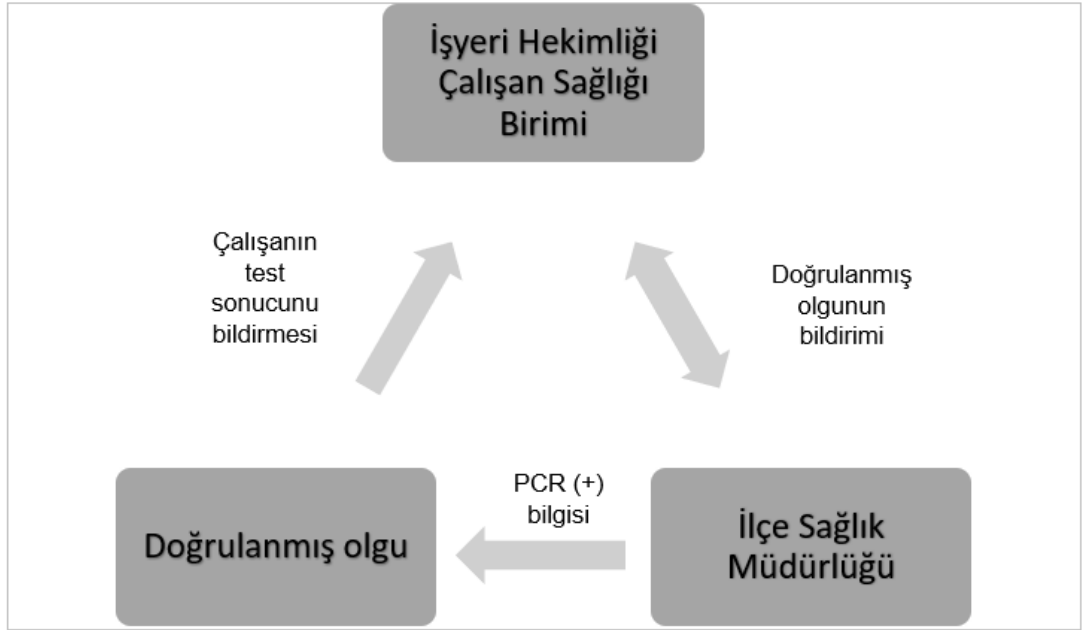 İşyeri Hekimliği
Çalışan Sağlığı
Birimi
Çalışanın
test
sonucunu
bildirmesi
Doğrulanmış
olgunun
bildirimi
PCR (+)
bilgisi
Doğrulanmış olgu
İlçe Sağlık
Müdürlüğü